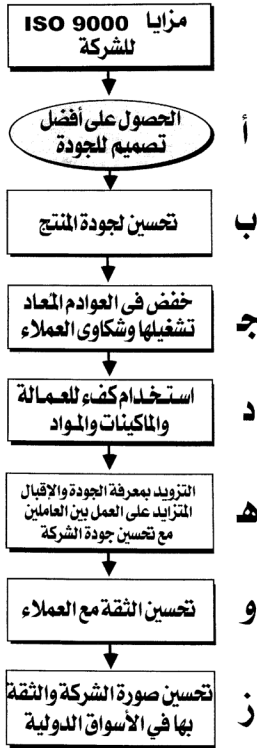 مزايا ISO 9000
للشركة
الحصول على أفضل
تصميم للجودة
أ
تحسين لجودة المنتج
ب
خفض فى العوادم المعاد
تشغيلها وشكاوى العملاء
جـ
استخدام كفء للعمالة
والماكينات والمواد
د
التزويد بمعرفة الجودة والإقبال
المتزايد على العمل بين العاملين
مع تحسين جودة الشركة
هـ
تحسين الثقة مع العملاء
و
تحسين صورة الشركة والثقة
بها في الأسواق الدولية
ز